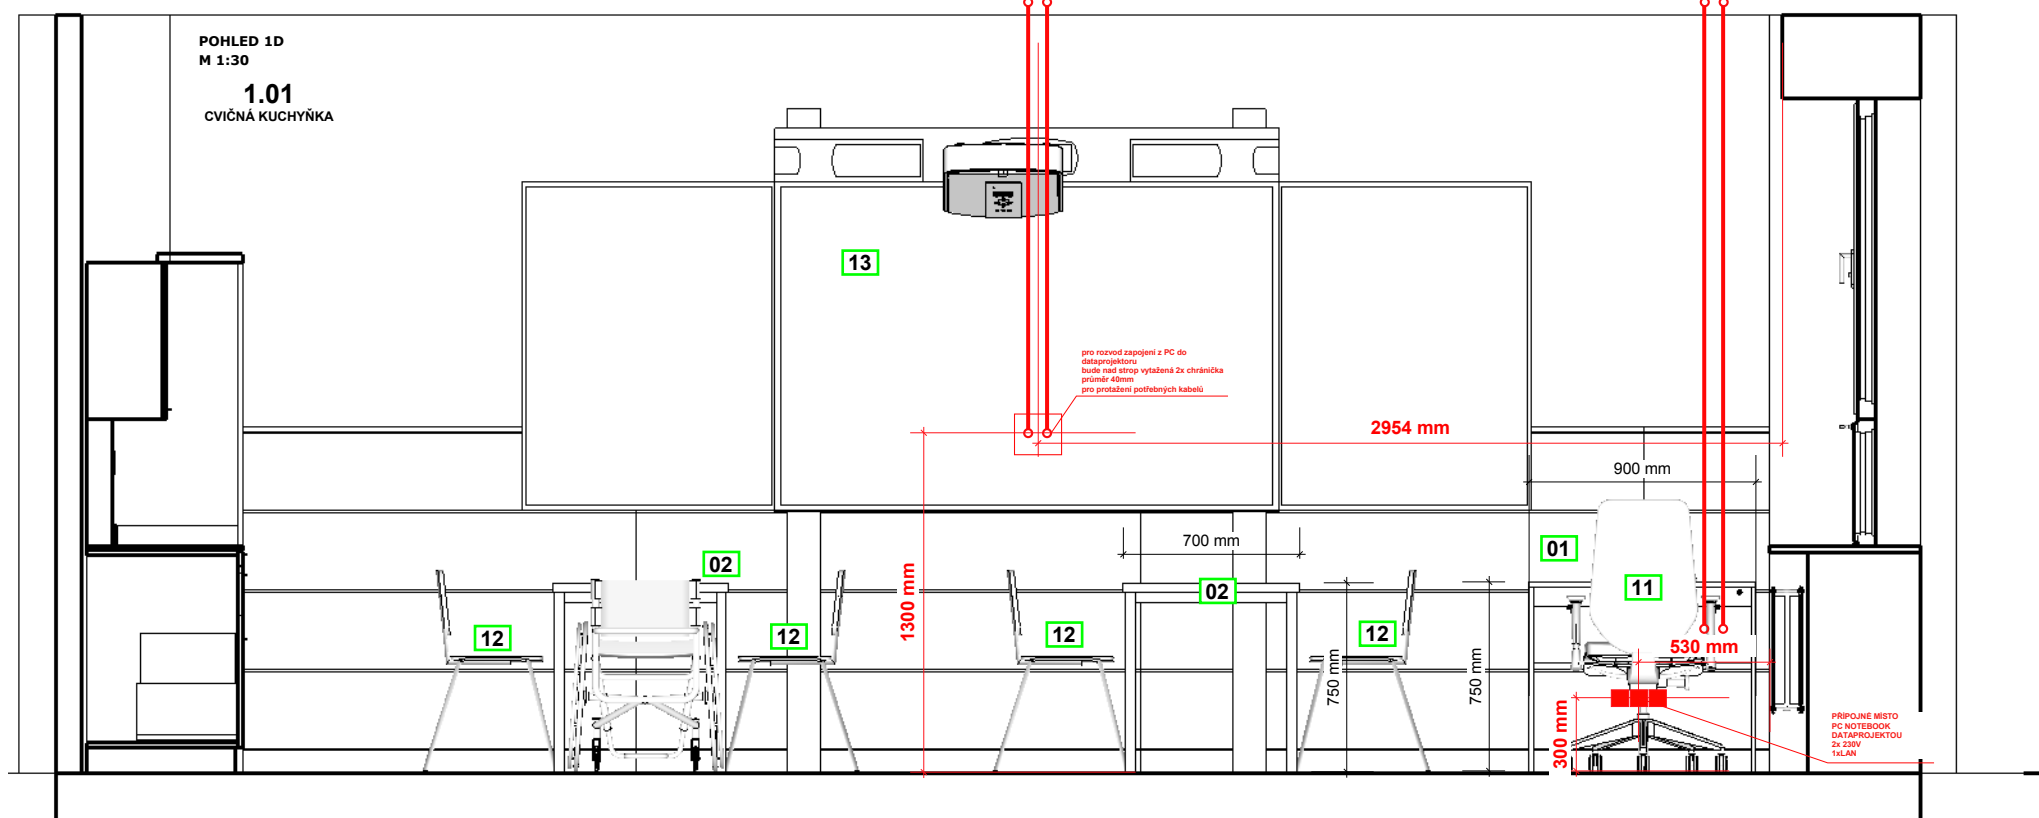 POHLED 1D
M 1:30
1.01
CVIČNÁ KUCHYŇKA
13
pro rozvod zapojení z PC do
dataprojektoru
bude nad strop vytažená 2x chránička
průměr 40mm
pro protažení potřebných kabelů
2954 mm
900 mm
700 mm
01
02
02
11
1300 mm
12
12
12
12
530 mm
750 mm
750 mm
300 mm
PŘÍPOJNÉ MÍSTO
PC NOTEBOOK
DATAPROJEKTOU
2x 230V
1xLAN